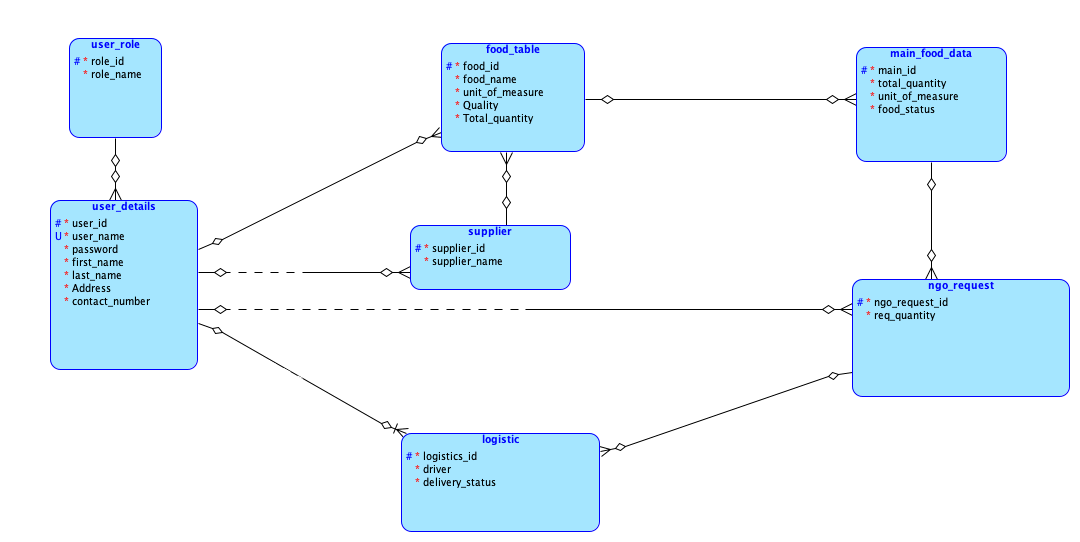 user_role
# * role_id
* role_name
food_table
# * food_id
* food_name
* unit_of_measure
* Quality
* Total_quantity
main_food_data
# * main_id
* total_quantity
* unit_of_measure
* food_status
user_details
# * user_id
U * user_name
* password
* first_name
* last_name
* Address
* contact_number
supplier
# * supplier_id
* supplier_name
ngo_request
# * ngo_request_id
* req_quantity
logistic
# * logistics_id
* driver
* delivery_status